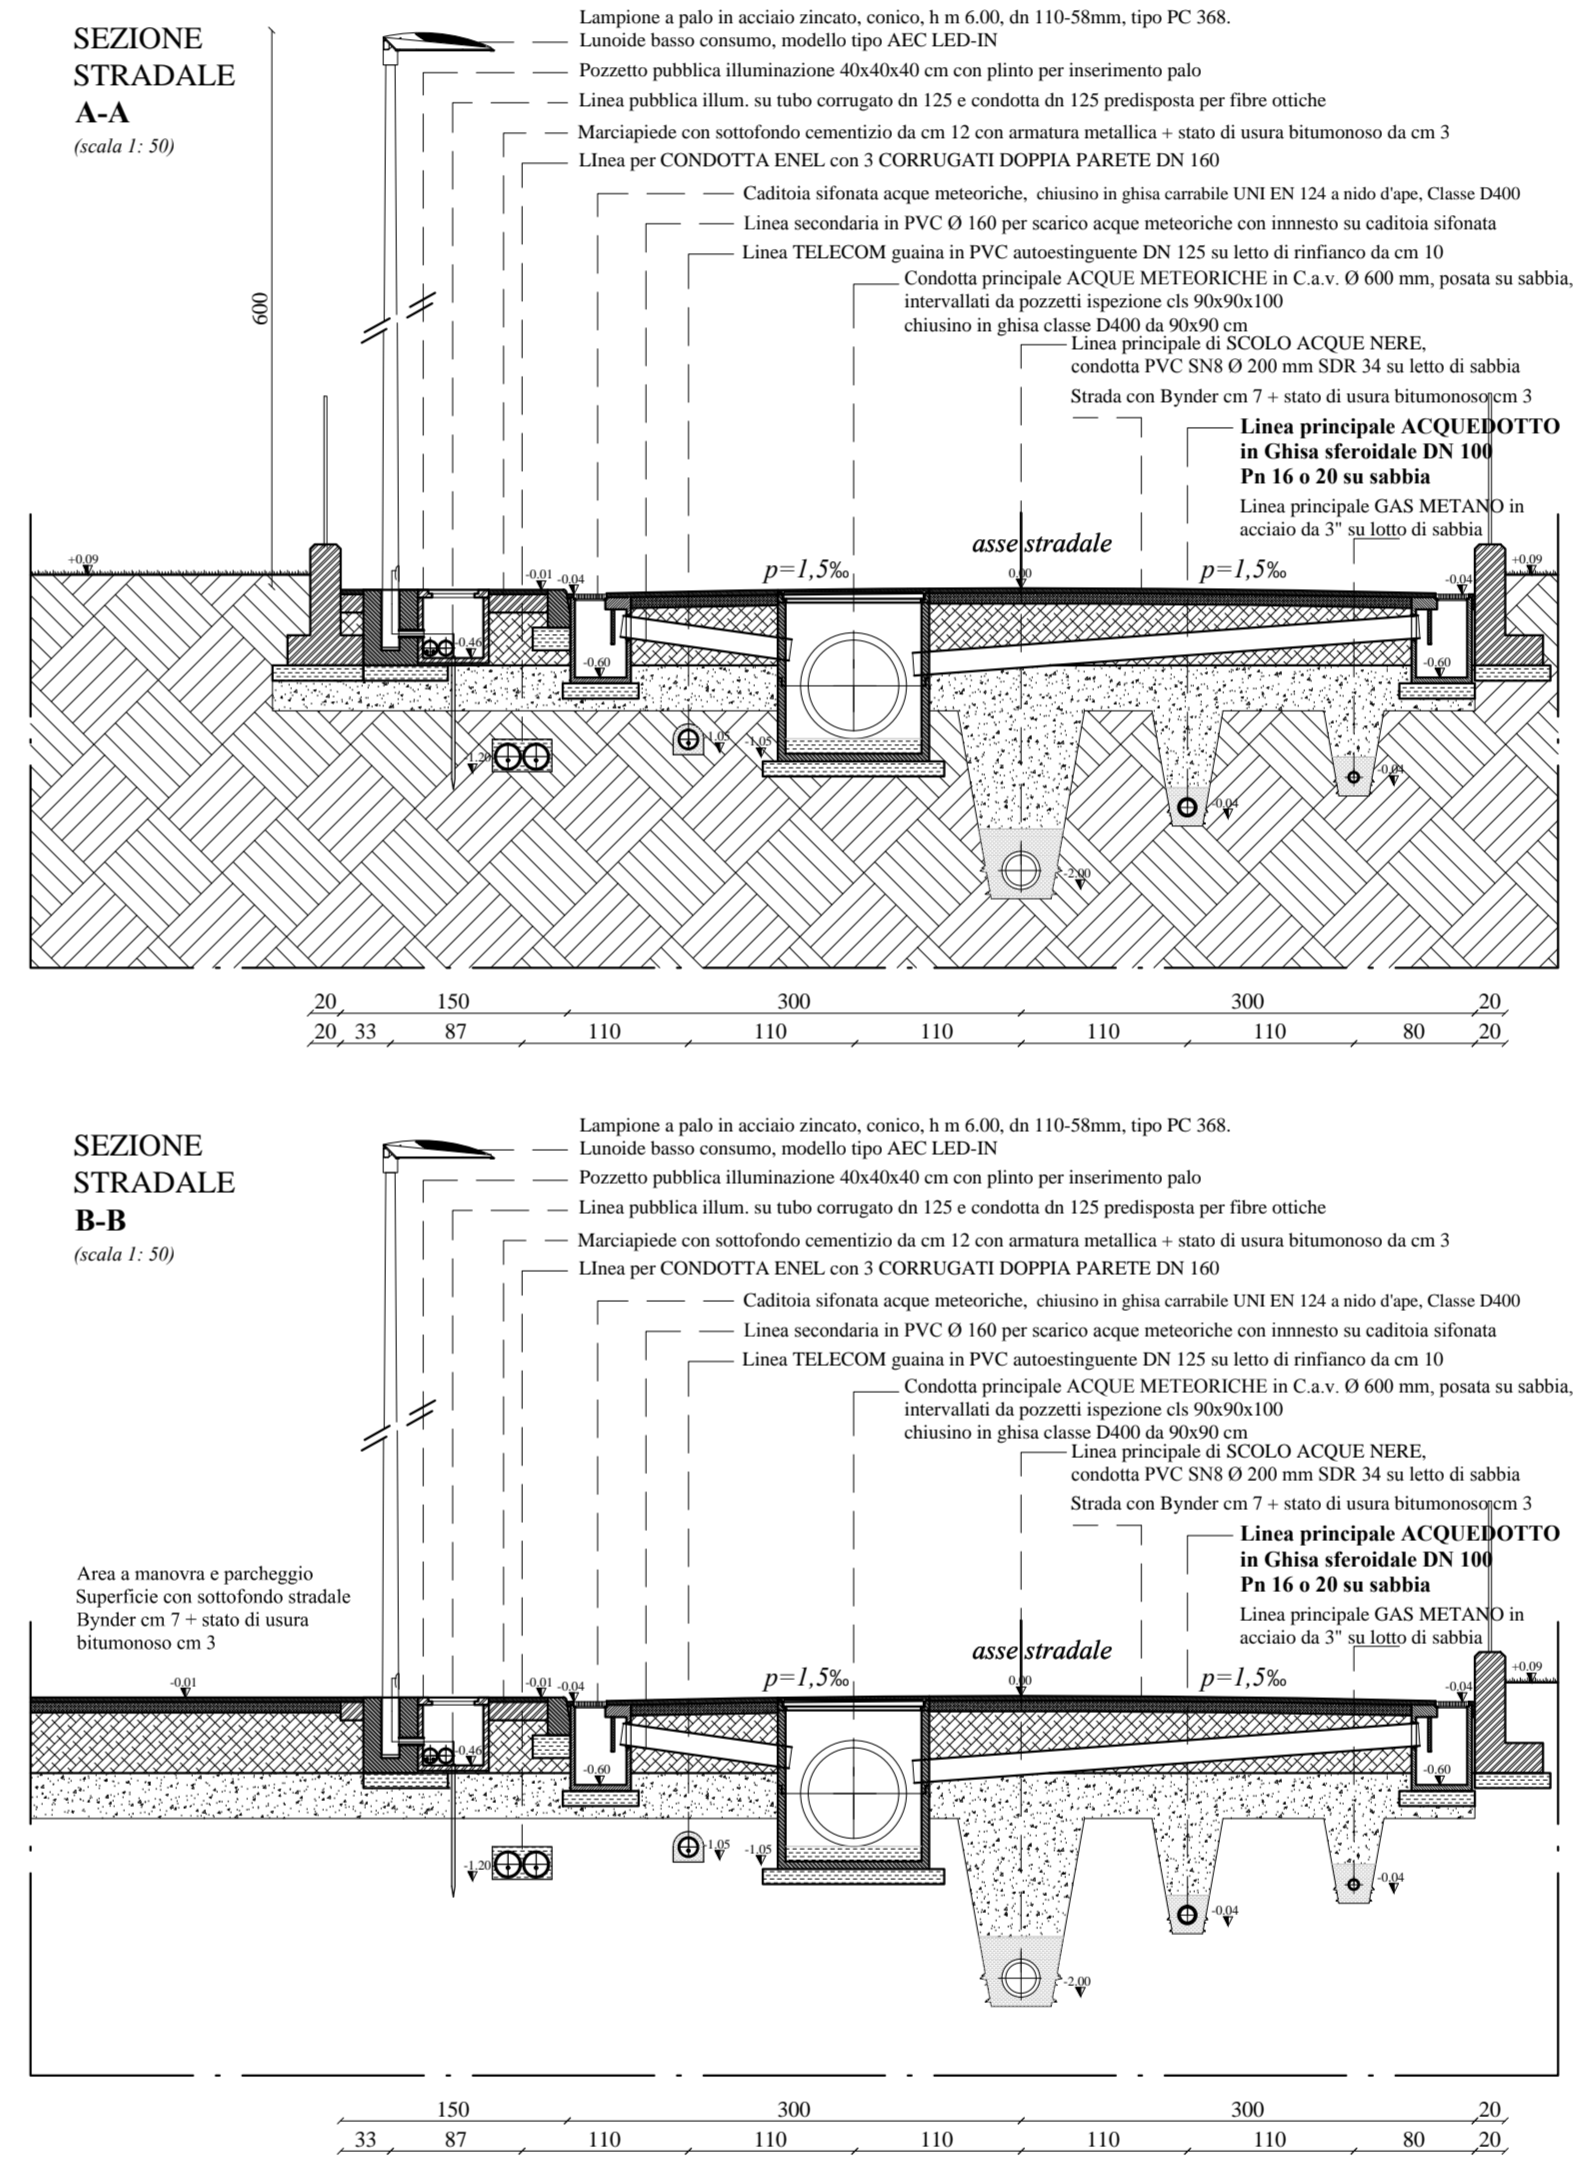 SEZIONE
STRADALE
A-A
(scala 1: 50)
Lampione a palo in acciaio zincato, conico, h m 6.00, dn 110-58mm, tipo PC 368.
Lunoide basso consumo, modello tipo AEC LED-IN
Pozzetto pubblica illuminazione 40x40x40 cm con plinto per inserimento palo
Linea pubblica illum. su tubo corrugato dn 125 e condotta dn 125 predisposta per fibre ottiche
Marciapiede con sottofondo cementizio da cm 12 con armatura metallica + stato di usura bitumonoso da cm 3
LInea per CONDOTTA ENEL con 3 CORRUGATI DOPPIA PARETE DN 160
Caditoia sifonata acque meteoriche, chiusino in ghisa carrabile UNI EN 124 a nido d'ape, Classe D400
Linea secondaria in PVC Ø 160 per scarico acque meteoriche con innnesto su caditoia sifonata
Linea TELECOM guaina in PVC autoestinguente DN 125 su letto di rinfianco da cm 10
Condotta principale ACQUE METEORICHE in C.a.v. Ø 600 mm, posata su sabbia,
intervallati da pozzetti ispezione cls 90x90x100
chiusino in ghisa classe D400 da 90x90 cm
Linea principale di SCOLO ACQUE NERE,
condotta PVC SN8 Ø 200 mm SDR 34 su letto di sabbia
Strada con Bynder cm 7 + stato di usura bitumonoso cm 3
Linea principale ACQUEDOTTO
in Ghisa sferoidale DN 100
Pn 16 o 20 su sabbia
Linea principale GAS METANO in
acciaio da 3" su lotto di sabbia
600
asse stradale
p=1,5‰ p=1,5‰
+0.09 -0.01 -0.04 0.00 -0.04 +0.09
-0.46 -0.60 -0.60
-1.20 -1.05 -1.05 -0.04
-0.04
-2.00
20 150 300 300 20
20 33 87 110 110 110 110 110 80 20
SEZIONE
STRADALE
B-B
(scala 1: 50)
Lampione a palo in acciaio zincato, conico, h m 6.00, dn 110-58mm, tipo PC 368.
Lunoide basso consumo, modello tipo AEC LED-IN
Pozzetto pubblica illuminazione 40x40x40 cm con plinto per inserimento palo
Linea pubblica illum. su tubo corrugato dn 125 e condotta dn 125 predisposta per fibre ottiche
Marciapiede con sottofondo cementizio da cm 12 con armatura metallica + stato di usura bitumonoso da cm 3
LInea per CONDOTTA ENEL con 3 CORRUGATI DOPPIA PARETE DN 160
Caditoia sifonata acque meteoriche, chiusino in ghisa carrabile UNI EN 124 a nido d'ape, Classe D400
Linea secondaria in PVC Ø 160 per scarico acque meteoriche con innnesto su caditoia sifonata
Linea TELECOM guaina in PVC autoestinguente DN 125 su letto di rinfianco da cm 10
Condotta principale ACQUE METEORICHE in C.a.v. Ø 600 mm, posata su sabbia,
intervallati da pozzetti ispezione cls 90x90x100
chiusino in ghisa classe D400 da 90x90 cm
Linea principale di SCOLO ACQUE NERE,
condotta PVC SN8 Ø 200 mm SDR 34 su letto di sabbia
Strada con Bynder cm 7 + stato di usura bitumonoso cm 3
Linea principale ACQUEDOTTO
in Ghisa sferoidale DN 100
Pn 16 o 20 su sabbia
Linea principale GAS METANO in
acciaio da 3" su lotto di sabbia
Area a manovra e parcheggio
Superficie con sottofondo stradale
Bynder cm 7 + stato di usura
bitumonoso cm 3
asse stradale
p=1,5‰ p=1,5‰
-0.01 -0.01 -0.04 0.00 -0.04 +0.09
-0.46 -0.60 -0.60
-1.20 -1.05 -1.05 -0.04
-0.04
-2.00
150 300 300 20
33 87 110 110 110 110 110 80 20